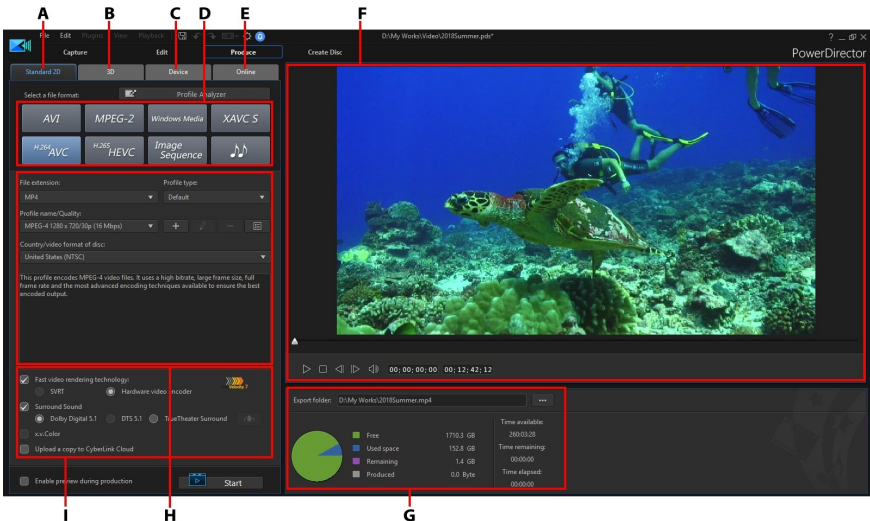 A B C D E F
File Edit Plugins View Playback D:\My Works\Video\2018Summer.pds*
Capture Edit Produce Create Disc PowerDirector
Standard 2D 3D Device Online
Select a file format: Profile Analyzer
AVI MPEG-2 Windows Media XAVC S
H.264 AVC H.265 HEVC Image Sequence
File extension: Profile type:
MP4 Default
Profile name/Quality:
MPEG-4 1280 x 720/30p (16 Mbps)
Country/video format of disc:
United States (NTSC)
This profile encodes MPEG-4 video files. It uses a high bitrate, large frame size, full
frame rate and the most advanced encoding techniques available to ensure the best
encoded output.
00;00;00;00 00;12;42;12
Fast video rendering technology:
SVRT Hardware video encoder
Surround Sound
Dolby Digital 5.1 DTS 5.1 TrueTheater Surround
x.v.Color
Upload a copy to CyberLink Cloud
Enable preview during production Start
Export folder: D:\My Works\2018Summer.mp4 ...
Free 1710.3 GB
Used space 152.8 GB
Remaining 1.4 GB
Produced 0.0 Byte
Time available:
260:03:28
Time remaining:
00:00:00
Time elapsed:
00:00:00
I H G